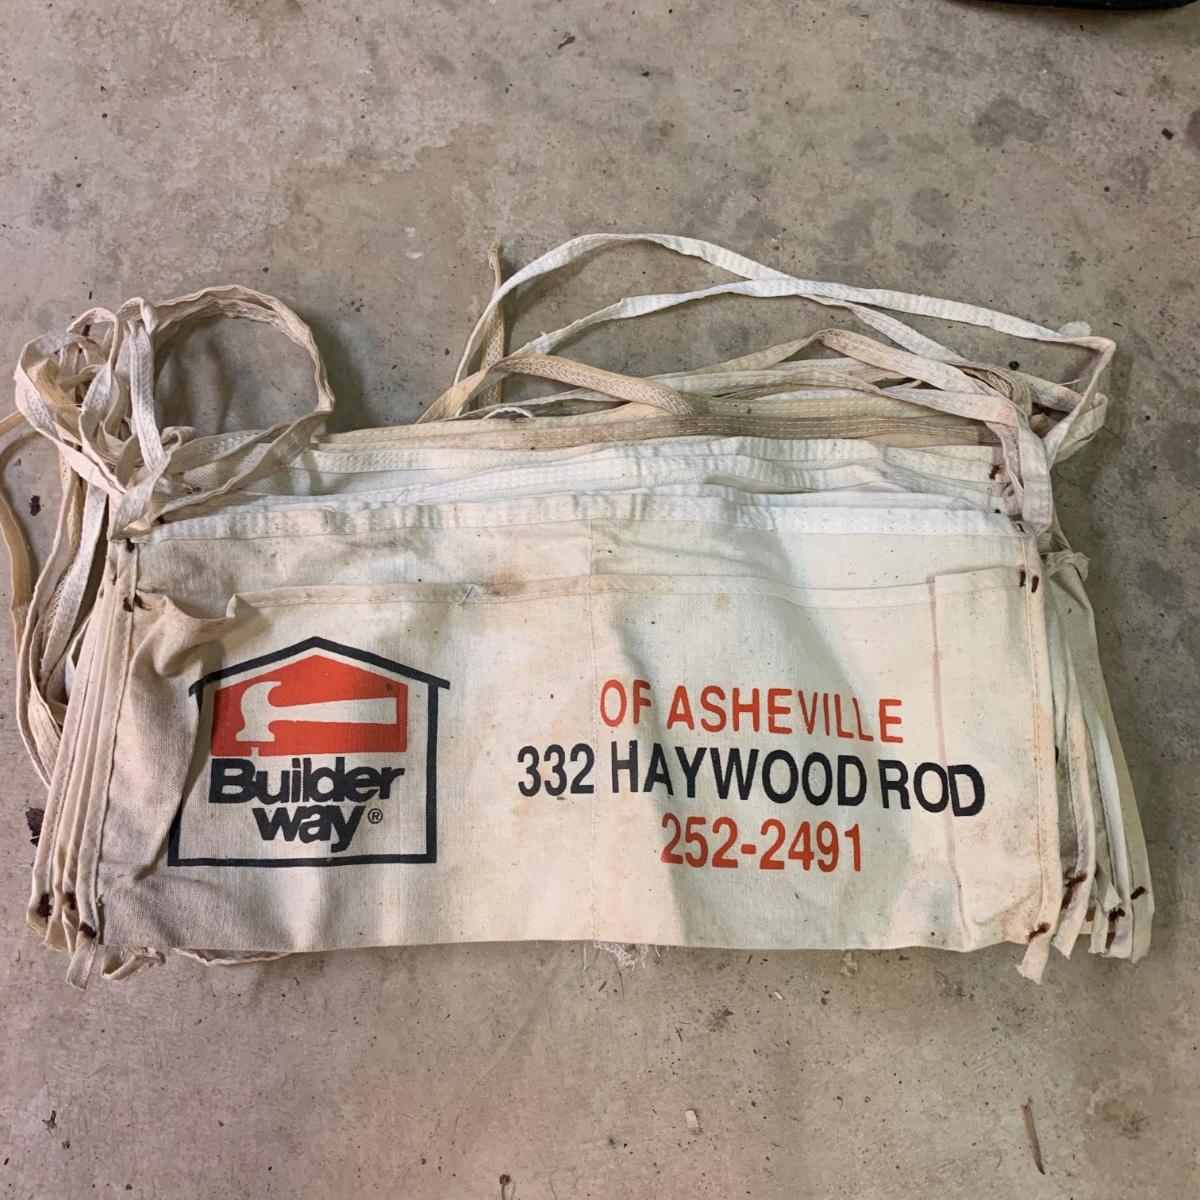 Builder
way®
OF ASHEVILLE
332 HAYWOOD ROD
252-2491